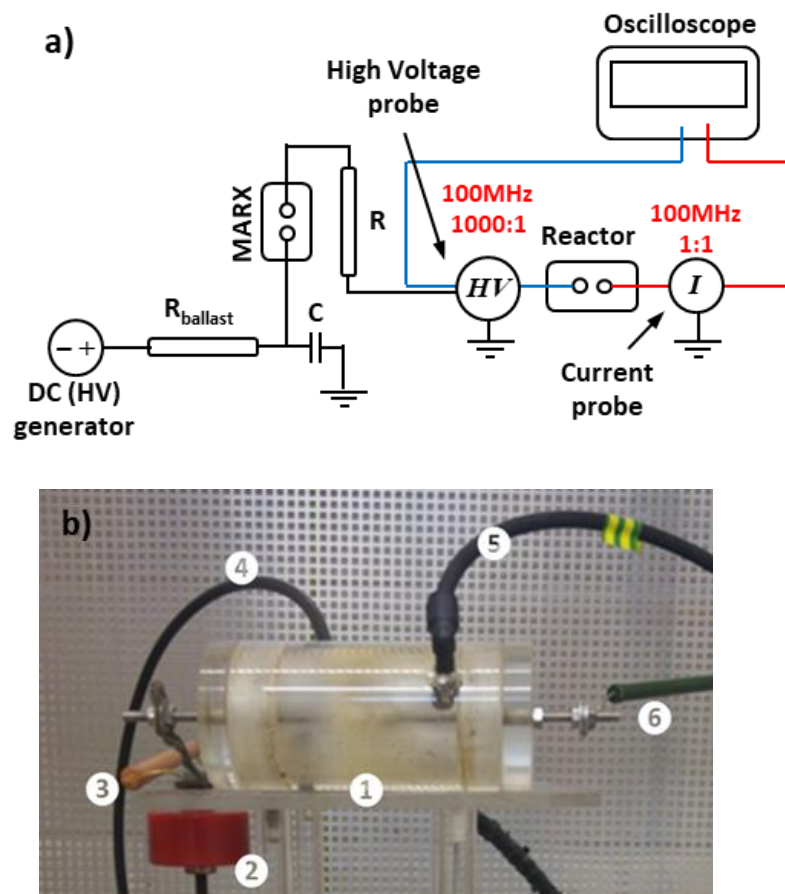 a)
Oscilloscope
High Voltage
probe
MARX
R
100MHz
1000:1
100MHz
1:1
Reactor
HV
I
R_ballast
C
- +
DC (HV)
generator
Current
probe
b)
5
4
6
3
1
2